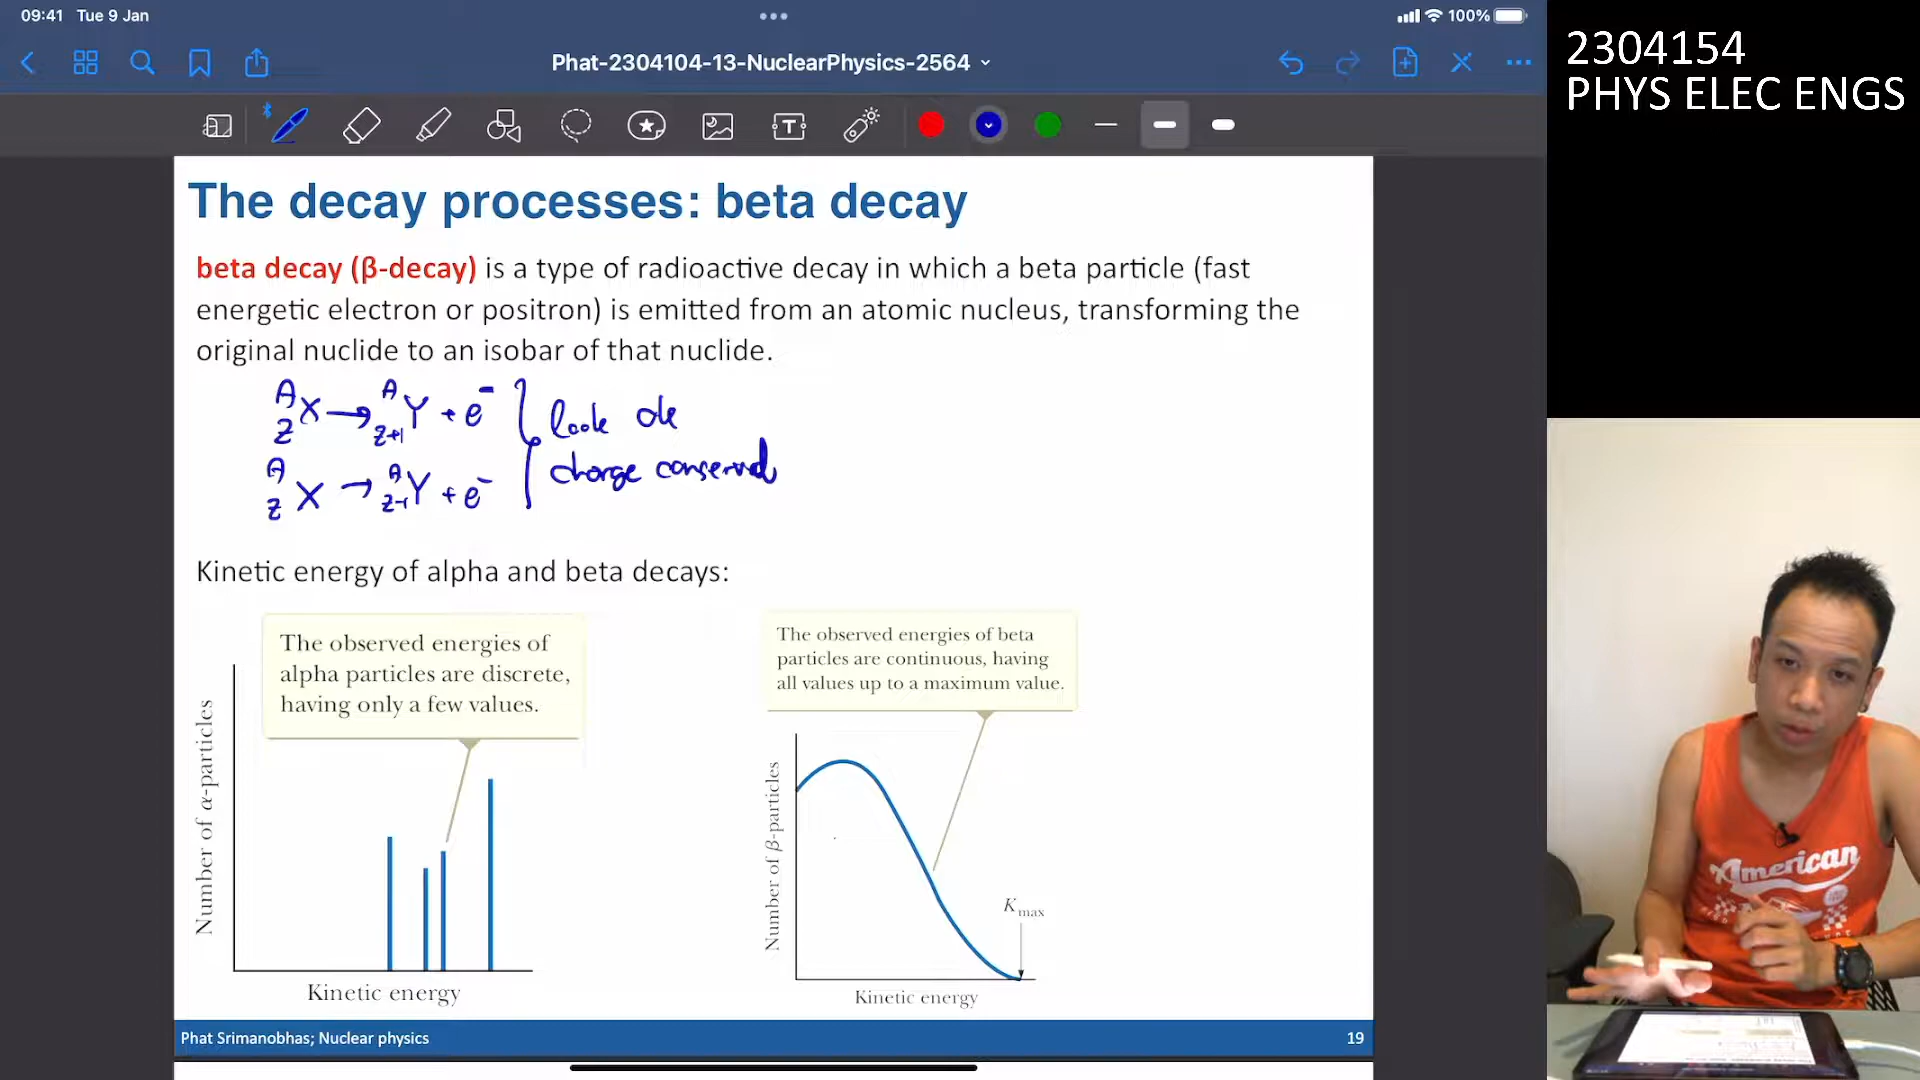 09:41 Tue 9 Jan
100%
Phat-2304104-13-NuclearPhysics-2564
2304154
PHYS ELEC ENGS
The decay processes: beta decay
beta decay (β-decay) is a type of radioactive decay in which a beta particle (fast
energetic electron or positron) is emitted from an atomic nucleus, transforming the
original nuclide to an isobar of that nuclide.
A Z X → A Z+1 Y + e⁻
look ok
A Z X → A Z-1 Y + e⁻
charge conserved
Kinetic energy of alpha and beta decays:
The observed energies of
alpha particles are discrete,
having only a few values.
Number of α-particles
Kinetic energy
The observed energies of beta
particles are continuous, having
all values up to a maximum value.
Number of β-particles
Kmax
Kinetic energy
Phat Srimanobhas; Nuclear physics
19
American